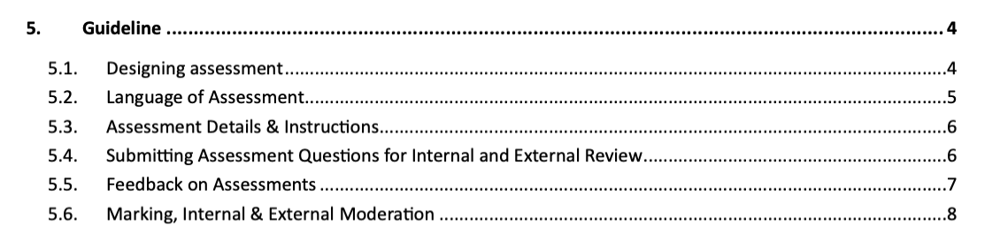 5. Guideline .......................................................................................................................................... 4
5.1. Designing assessment.......................................................................................................................4
5.2. Language of Assessment...................................................................................................................5
5.3. Assessment Details & Instructions.....................................................................................................6
5.4. Submitting Assessment Questions for Internal and External Review......................................................6
5.5. Feedback on Assessments .................................................................................................................7
5.6. Marking, Internal & External Moderation ...........................................................................................8